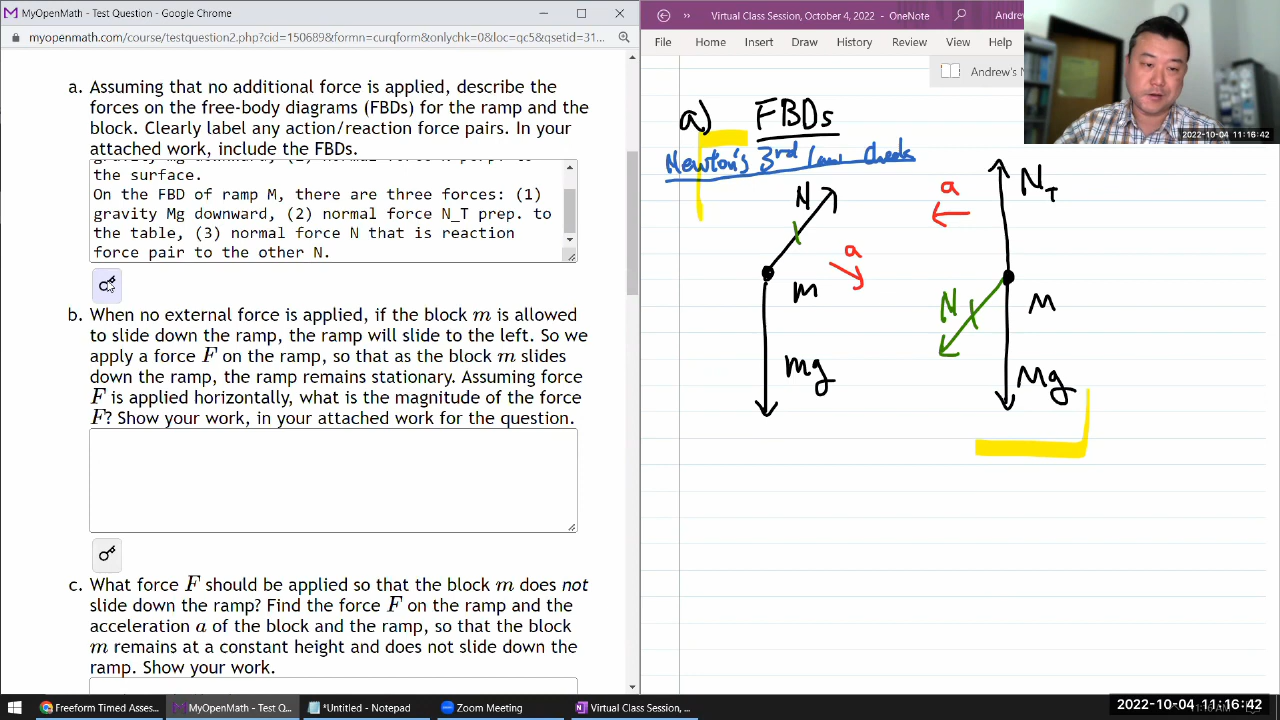 MyOpenMath - Test Question - Google Chrome
myopenmath.com/course/testquestion2.php?cid=150689&formn=curqform&onlychk=0&loc=qc5&qsetid=31...
a. Assuming that no additional force is applied, describe the
forces on the free-body diagrams (FBDs) for the ramp and the
block. Clearly label any action/reaction force pairs. In your
attached work, include the FBDs.
gravity mg downward, (2) normal force N perp. to
the surface.
On the FBD of ramp M, there are three forces: (1)
gravity Mg downward, (2) normal force N_T prep. to
the table, (3) normal force N that is reaction
force pair to the other N.
b. When no external force is applied, if the block m is allowed
to slide down the ramp, the ramp will slide to the left. So we
apply a force F on the ramp, so that as the block m slides
down the ramp, the ramp remains stationary. Assuming force
F is applied horizontally, what is the magnitude of the force
F? Show your work, in your attached work for the question.
c. What force F should be applied so that the block m does not
slide down the ramp? Find the force F on the ramp and the
acceleration a of the block and the ramp, so that the block
m remains at a constant height and does not slide down the
ramp. Show your work.
Virtual Class Session, October 4, 2022 - OneNote
Andrew
File Home Insert Draw History Review View Help
Andrew's N
a) FBDs
Newton's 3rd law checks
N
a
m
mg
a
N_T
N
M
Mg
2022-10-04 11:16:42
Freeform Timed Asses...
MyOpenMath - Test Q...
*Untitled - Notepad
Zoom Meeting
Virtual Class Session, ...
2022-10-04 11:16:42